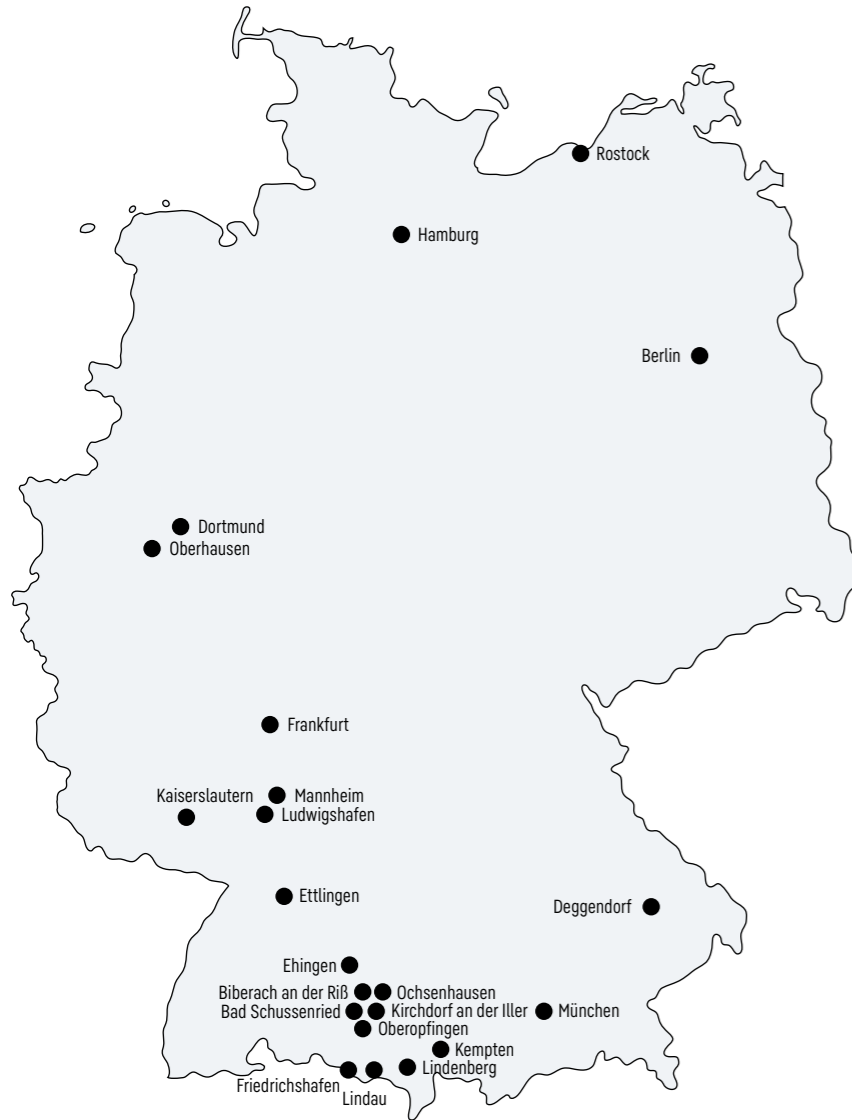 Rostock
Hamburg
Berlin
Dortmund
Oberhausen
Frankfurt
Kaiserslautern
Mannheim
Ludwigshafen
Ettlingen
Deggendorf
Ehingen
Biberach an der Riß
Ochsenhausen
Bad Schussenried
Kirchdorf an der Iller
München
Oberopfingen
Kempten
Lindenberg
Friedrichshafen
Lindau